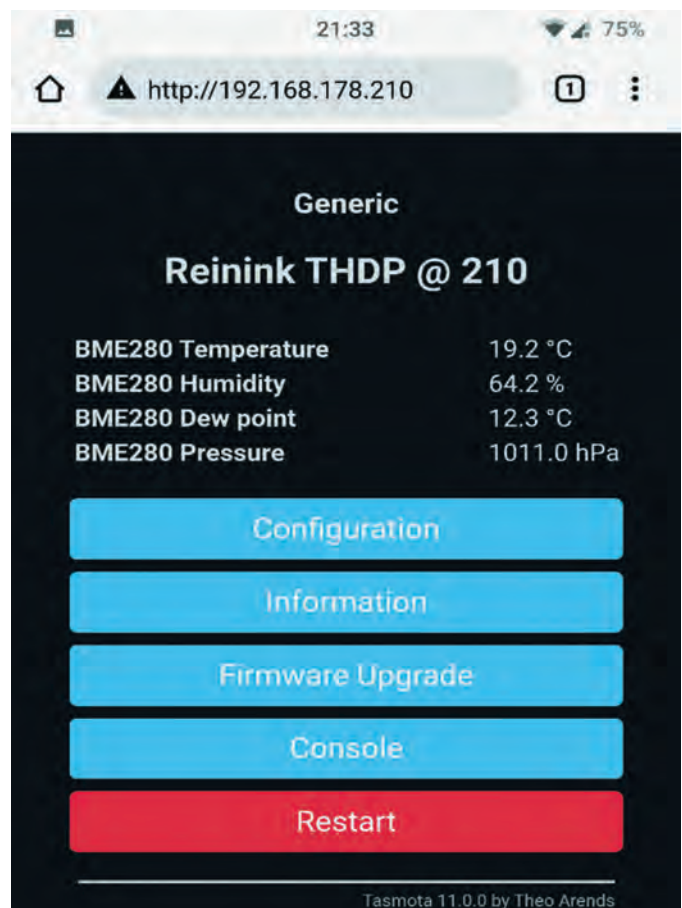 21:33
75%
http://192.168.178.210
1
Generic
Reinink THDP @ 210
BME280 Temperature 19.2 °C
BME280 Humidity 64.2 %
BME280 Dew point 12.3 °C
BME280 Pressure 1011.0 hPa
Configuration
Information
Firmware Upgrade
Console
Restart
Tasmota 11.0.0 by Theo Arends